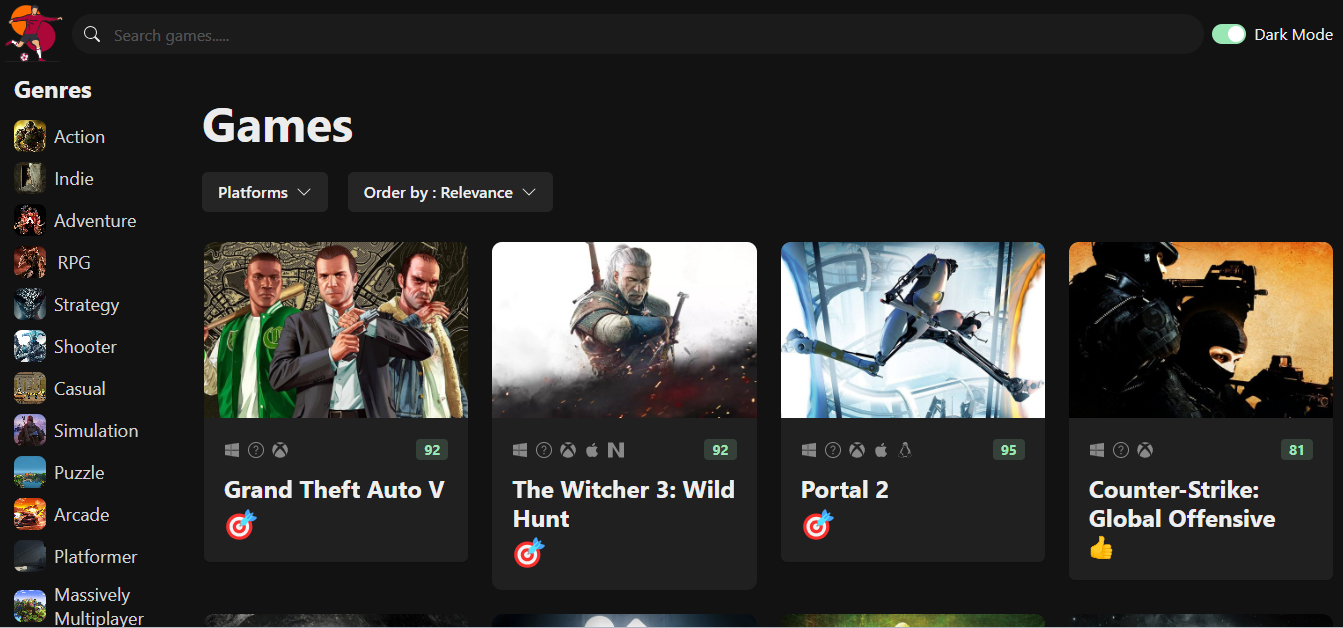 Search games.....
Dark Mode
Genres
Action
Indie
Adventure
RPG
Strategy
Shooter
Casual
Simulation
Puzzle
Arcade
Platformer
Massively
Multiplayer
Games
Platforms
Order by : Relevance
92
Grand Theft Auto V
92
The Witcher 3: Wild
Hunt
95
Portal 2
81
Counter-Strike:
Global Offensive